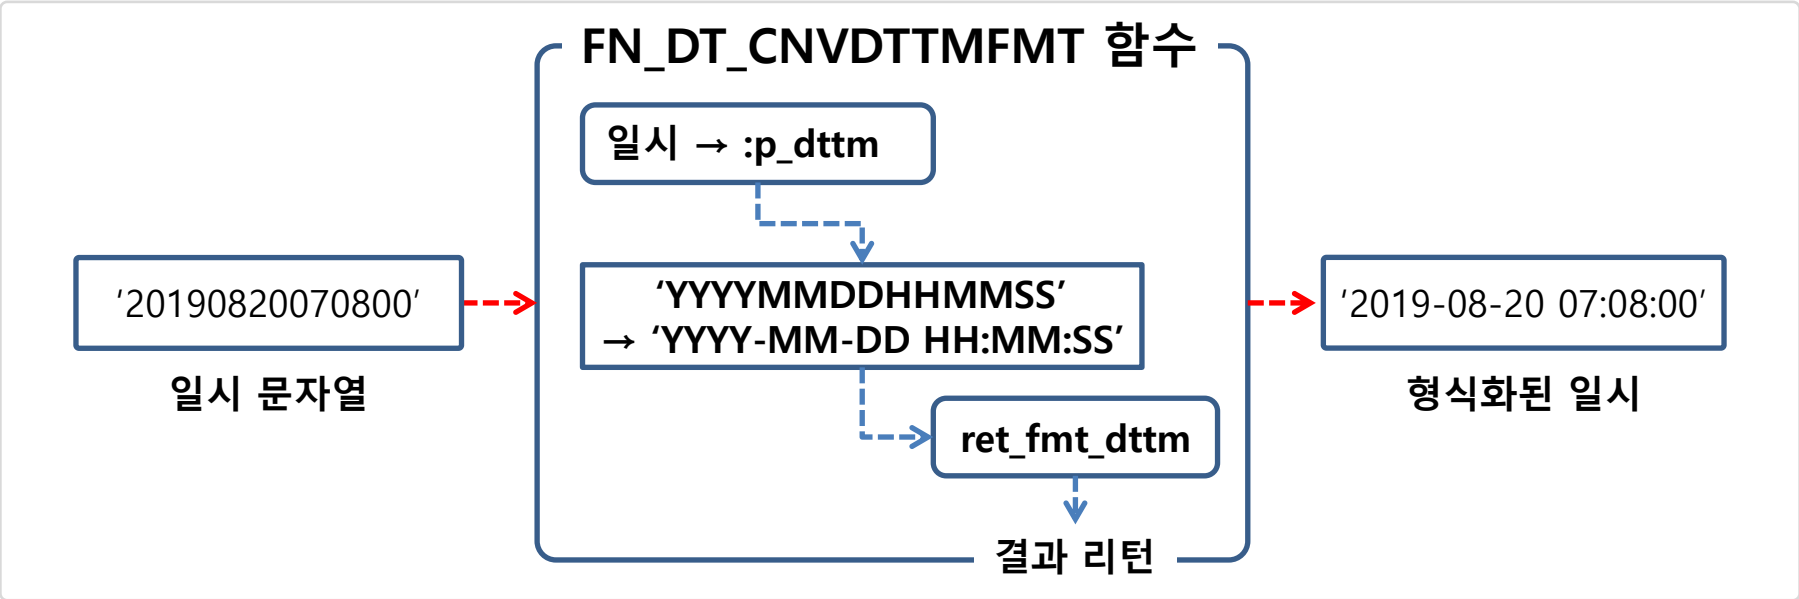 FN_DT_CNVDTTMFMT 함수
일시 → :p_dttm
‘20190820070800’
일시 문자열
‘YYYYMMDDHHMMSS’
→ ‘YYYY-MM-DD HH:MM:SS’
ret_fmt_dttm
결과 리턴
‘2019-08-20 07:08:00’
형식화된 일시